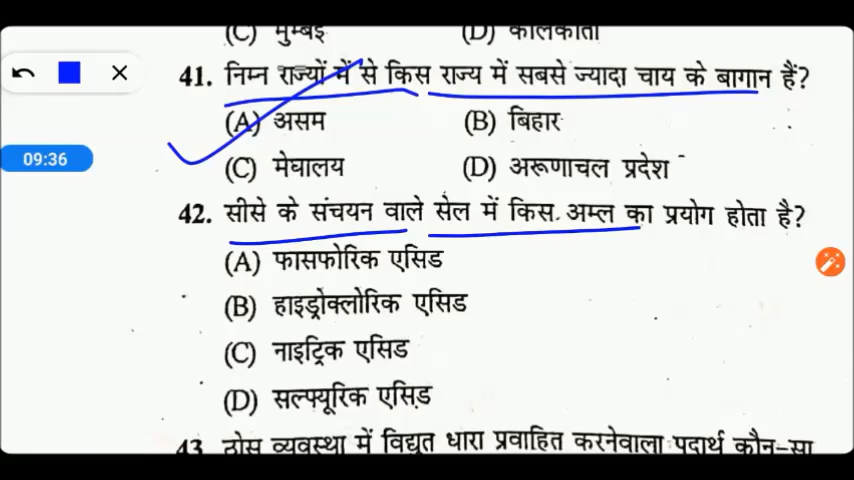 (C) मुम्बई (D) कोलकाता
41. निम्न राज्यों में से किस राज्य में सबसे ज्यादा चाय के बागान हैं?
(A) असम (B) बिहार
09:36
(C) मेघालय (D) अरूणाचल प्रदेश
42. सीसे के संचयन वाले सेल में किस अम्ल का प्रयोग होता है?
(A) फासफोरिक एसिड
(B) हाइड्रोक्लोरिक एसिड
(C) नाइट्रिक एसिड
(D) सल्फ्यूरिक एसिड
43. ठोस व्यवस्था में विद्युत धारा प्रवाहित करनेवाला पदार्थ कौन-सा